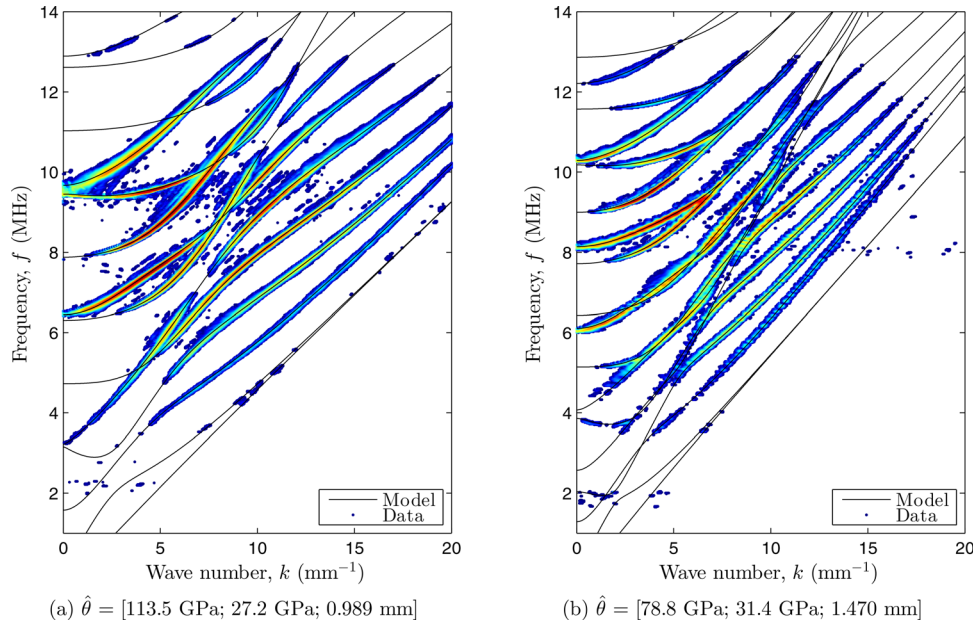 14
12
10
8
6
4
2
0 5 10 15 20
Frequency, f (MHz)
Wave number, k (mm⁻¹)
Model
Data
(a) θ̂ = [113.5 GPa; 27.2 GPa; 0.989 mm]
14
12
10
8
6
4
2
0 5 10 15 20
Frequency, f (MHz)
Wave number, k (mm⁻¹)
Model
Data
(b) θ̂ = [78.8 GPa; 31.4 GPa; 1.470 mm]